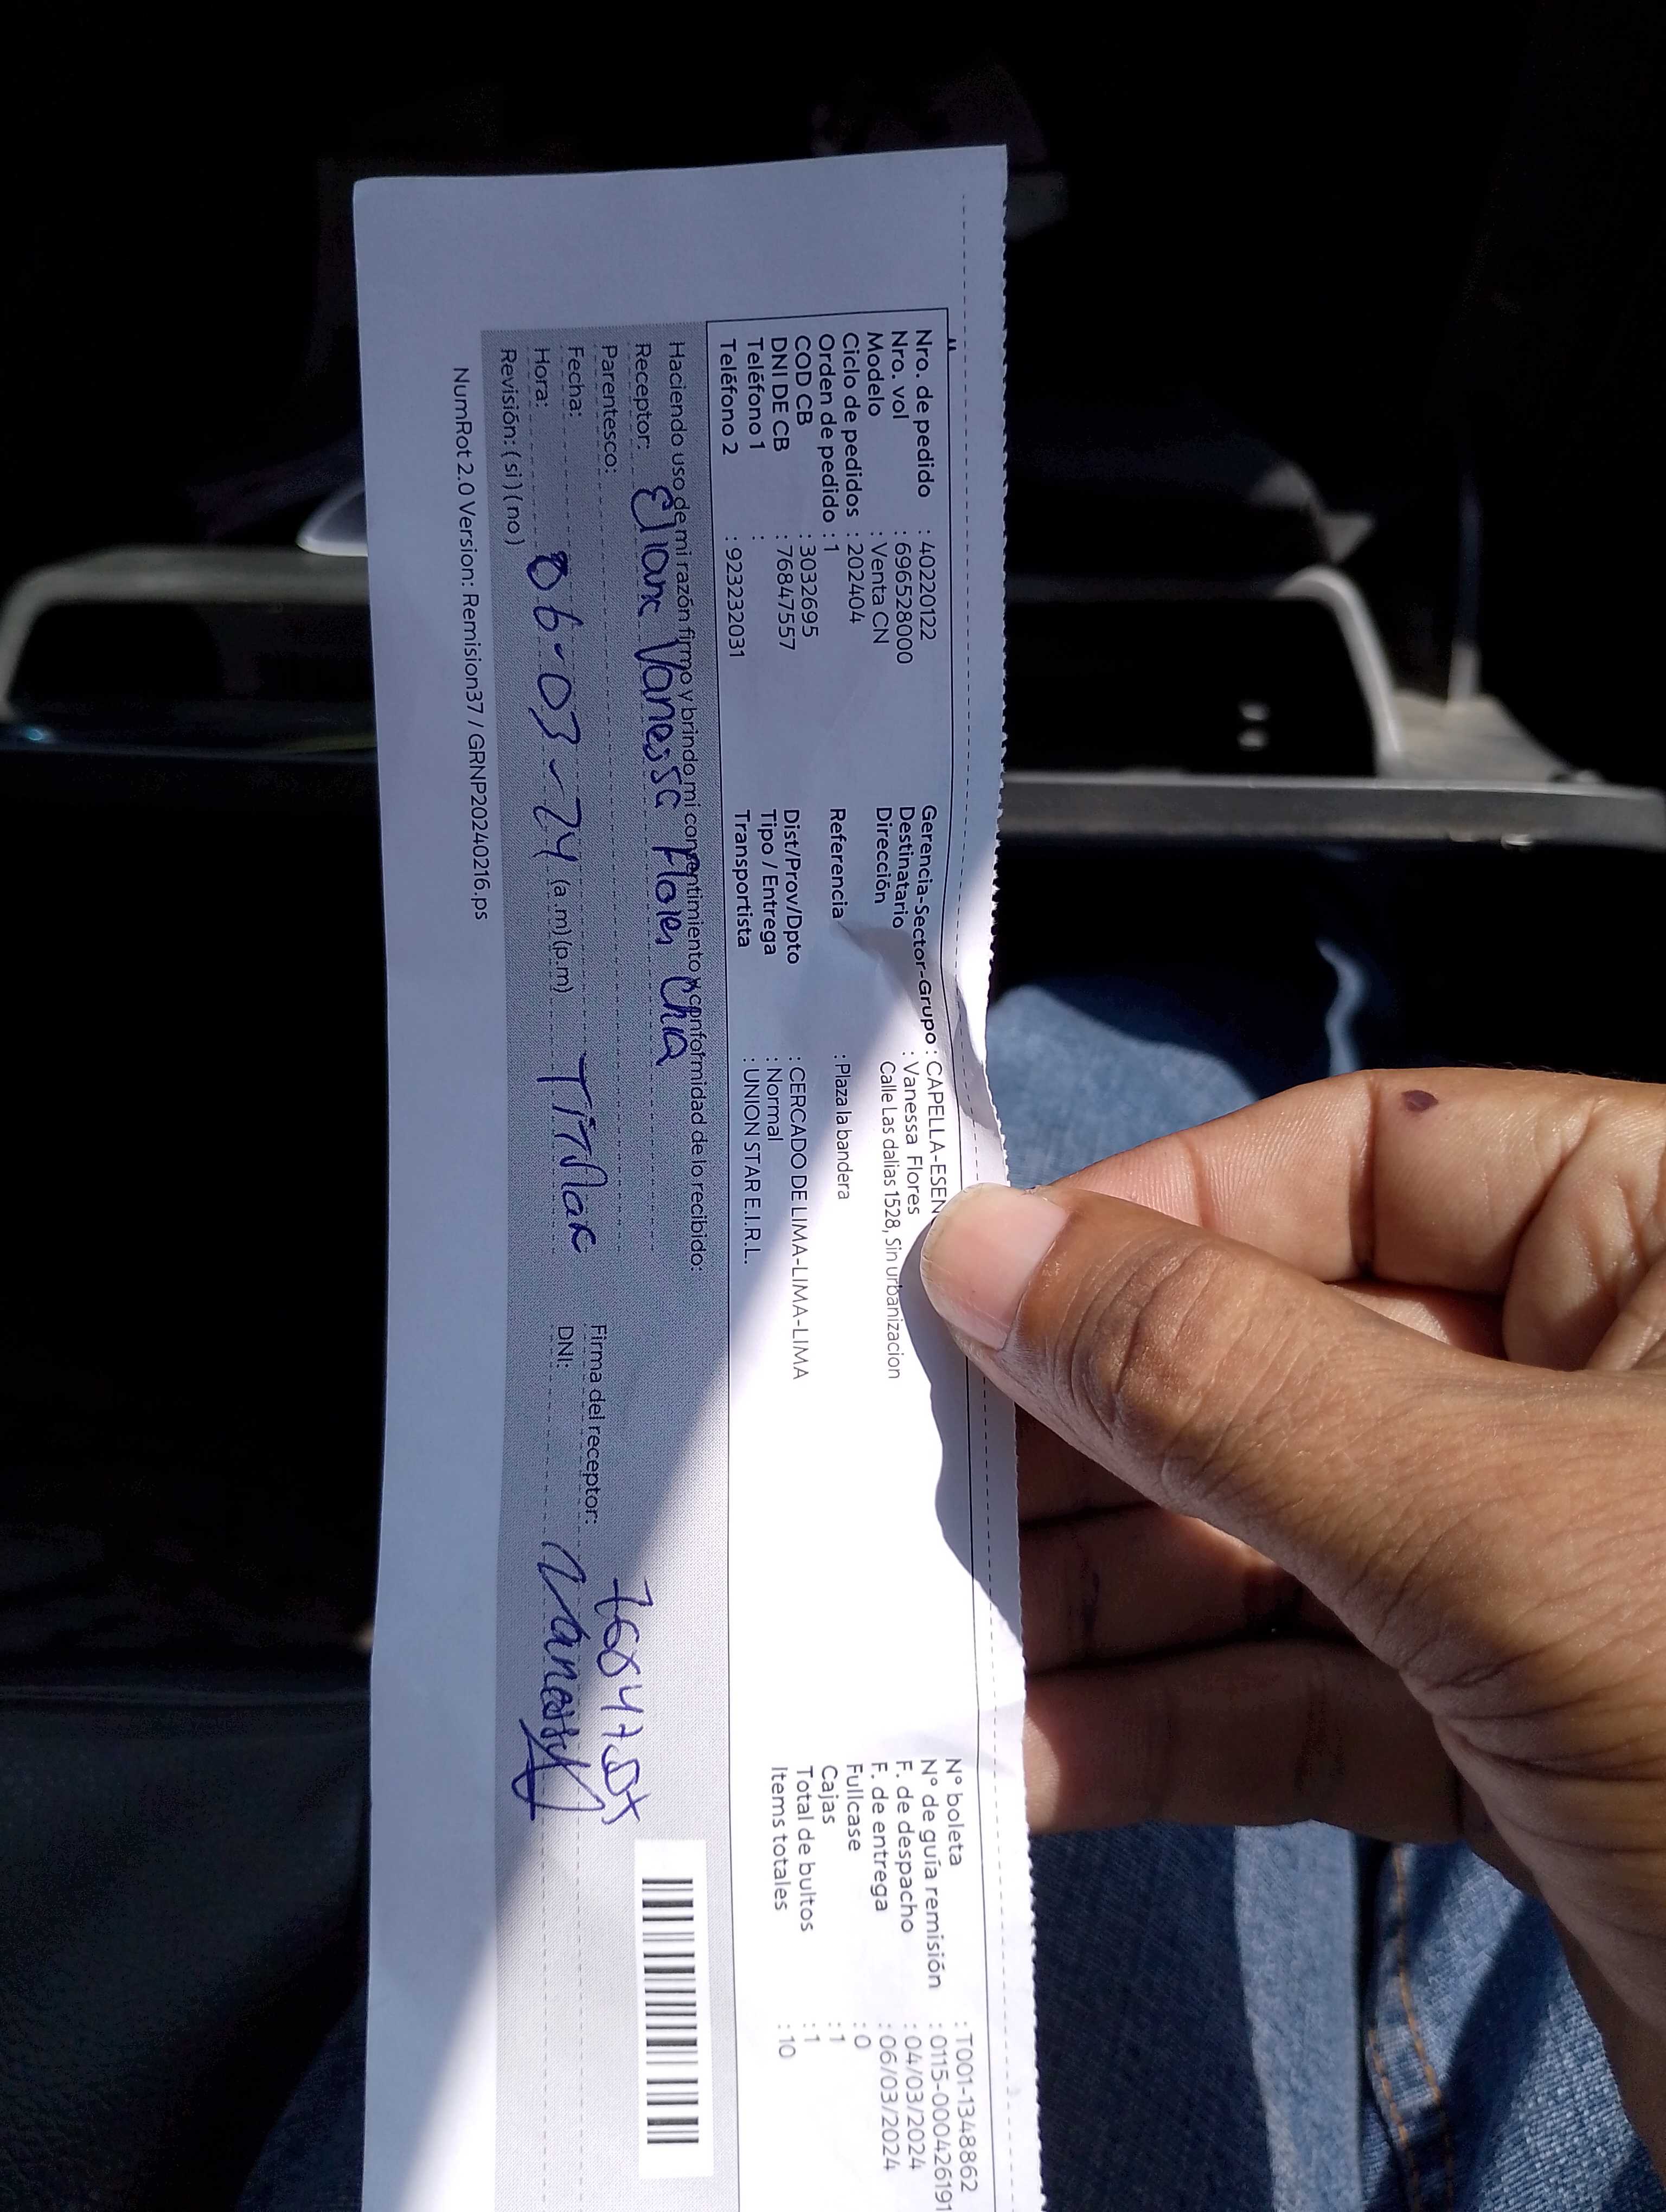 Nro. de pedido : 402220122
Nro. vol : 696528000
Modelo : Venta CN
Ciclo de pedidos : 202404
Orden de pedido : 1
COD CB : 3032695
DNI DE CB : 76847557
Teléfono 1 :
Teléfono 2 : 923232031
Gerencia-Sector-Grupo : CAPELLA-ESEN
Destinatario : Vanessa Flores
Dirección Calle Las dalias 1528, Sin urbanizacion
Referencia : Plaza la bandera
Dist/Prov/Dpto : CERCADO DE LIMA-LIMA-LIMA
Tipo / Entrega : Normal
Transportista : UNION STAR E.I.R.L.
N° boleta : T001-1348862
N° de guía remisión : 0115-000426191
F. de despacho : 04/03/2024
F. de entrega : 06/03/2024
Fullcase : 0
Cajas : 1
Total de bultos : 1
Items totales : 10
Haciendo uso de mi razón firmo y brindo mi consentimiento y conformidad de lo recibido:
Receptor: Vanessa Flores
Parentesco:
Fecha: 06-03-24
Hora: (a.m) (p.m)
Revisión: ( si ) ( no )
Firma del receptor:
DNI: 76847557
NumRot 2.0 Version: Remision37 / GRNP20240216.ps